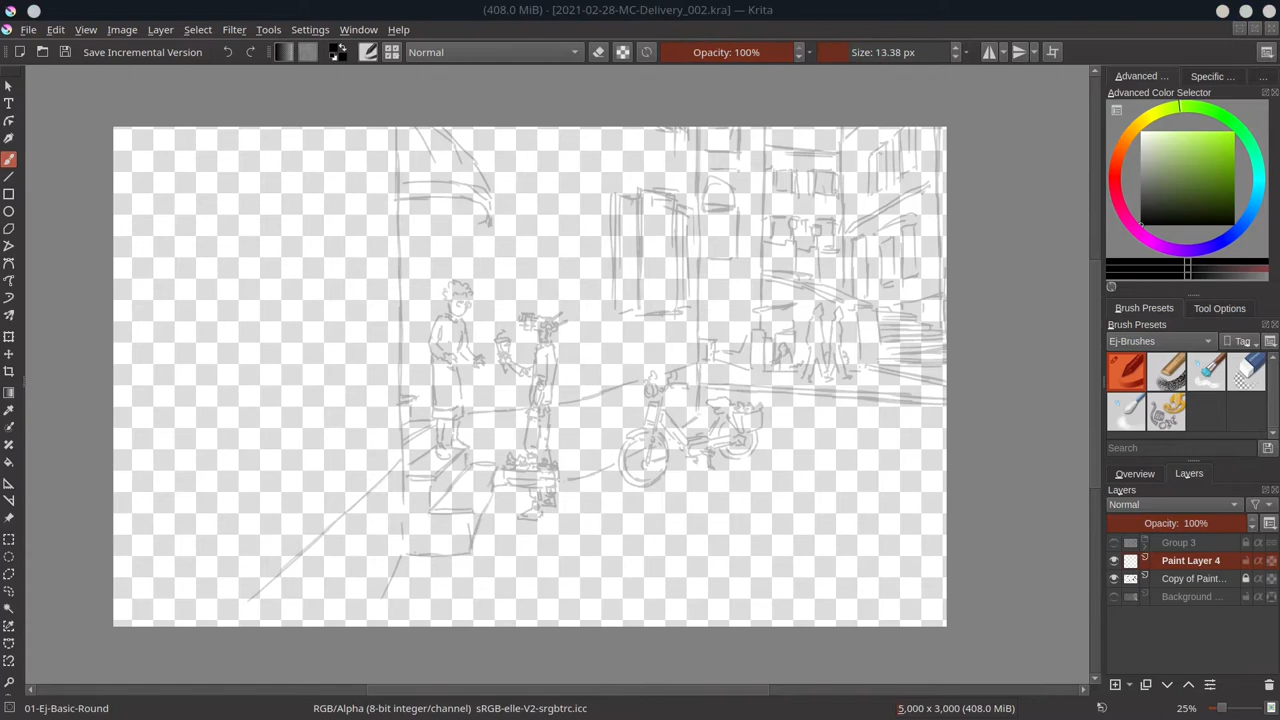 (408.0 MiB) - [2021-02-28-MC-Delivery_002.kra] — Krita
File Edit View Image Layer Select Filter Tools Settings Window Help
Save Incremental Version Normal Opacity: 100% Size: 13.38 px
Advanced ... Specific ... ...
Advanced Color Selector
Brush Presets Tool Options
Brush Presets
Ej-Brushes Tag
Search
Overview Layers
Layers
Normal
Opacity: 100%
Group 3
Paint Layer 4
Copy of Paint...
Background ...
01-Ej-Basic-Round RGB/Alpha (8-bit integer/channel) sRGB-elle-V2-srgbtrc.icc 5,000 x 3,000 (408.0 MiB) 25%